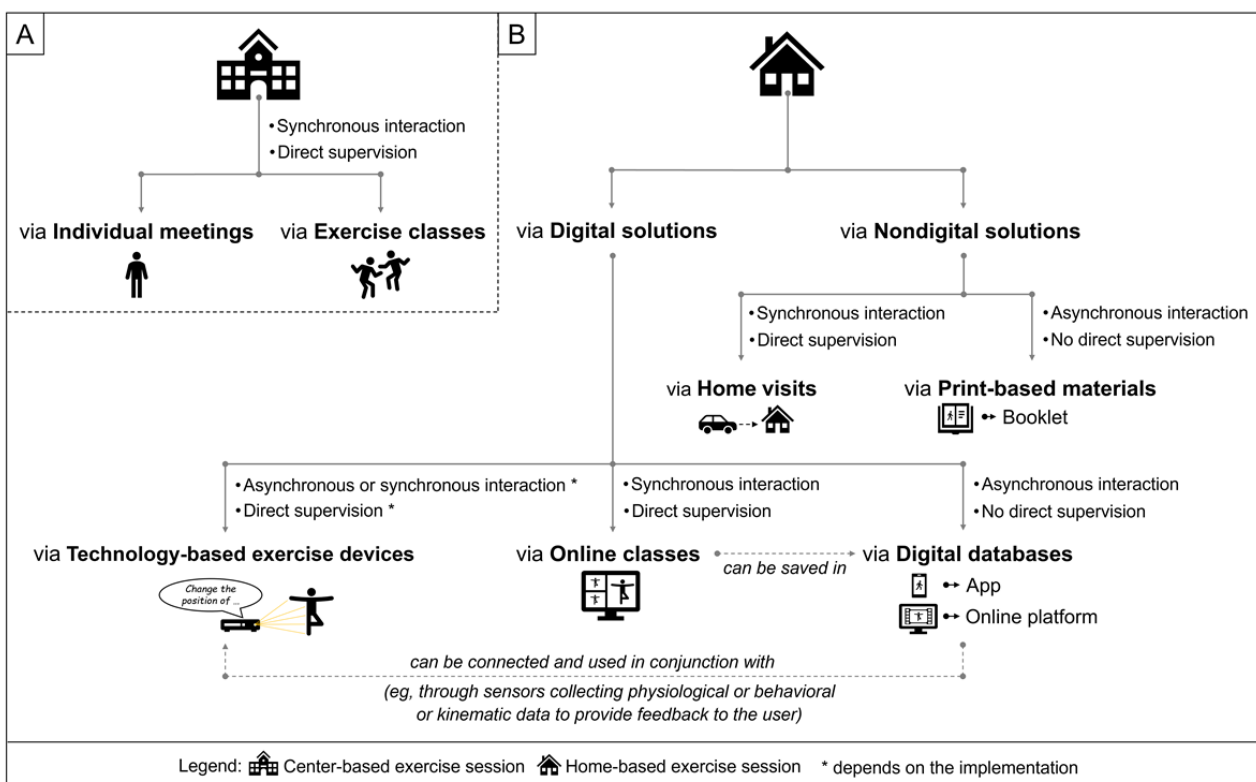 A
B
• Synchronous interaction
• Direct supervision
via Individual meetings
via Exercise classes
via Digital solutions
via Nondigital solutions
• Synchronous interaction
• Direct supervision
• Asynchronous interaction
• No direct supervision
via Home visits
via Print-based materials
Booklet
• Asynchronous or synchronous interaction *
• Direct supervision *
• Synchronous interaction
• Direct supervision
• Asynchronous interaction
• No direct supervision
via Technology-based exercise devices
via Online classes
can be saved in
via Digital databases
Change the
position of ...
App
Online platform
can be connected and used in conjunction with
(eg, through sensors collecting physiological or behavioral
or kinematic data to provide feedback to the user)
Legend: Center-based exercise session Home-based exercise session * depends on the implementation